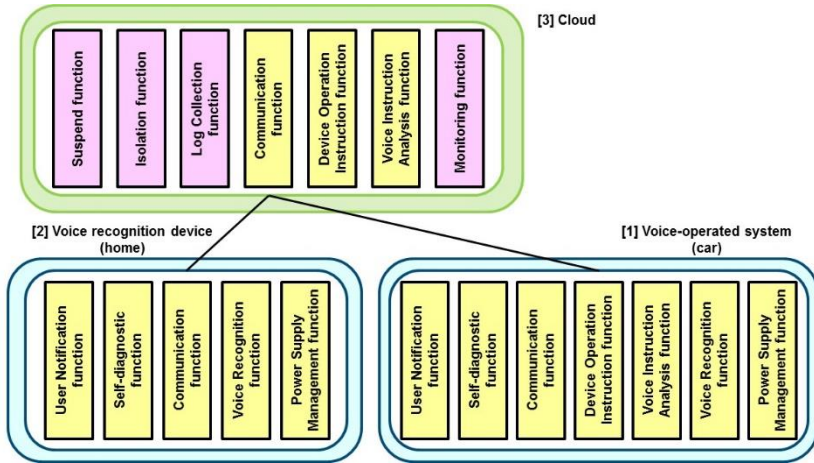 [3] Cloud
Suspend function
Isolation function
Log Collection
function
Communication
function
Device Operation
Instruction function
Voice Instruction
Analysis function
Monitoring function
[2] Voice recognition device
(home)
[1] Voice-operated system
(car)
User Notification
function
Self-diagnostic
function
Communication
function
Voice Recognition
function
Power Supply
Management function
User Notification
function
Self-diagnostic
function
Communication
function
Device Operation
Instruction function
Voice Instruction
Analysis function
Voice Recognition
function
Power Supply
Management function